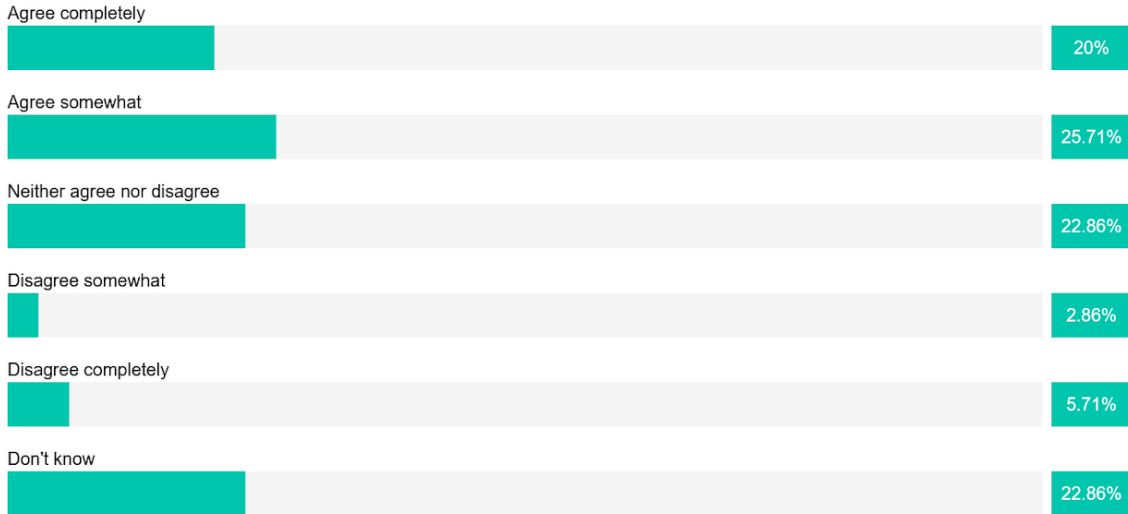 Agree completely
20%
Agree somewhat
25.71%
Neither agree nor disagree
22.86%
Disagree somewhat
2.86%
Disagree completely
5.71%
Don't know
22.86%